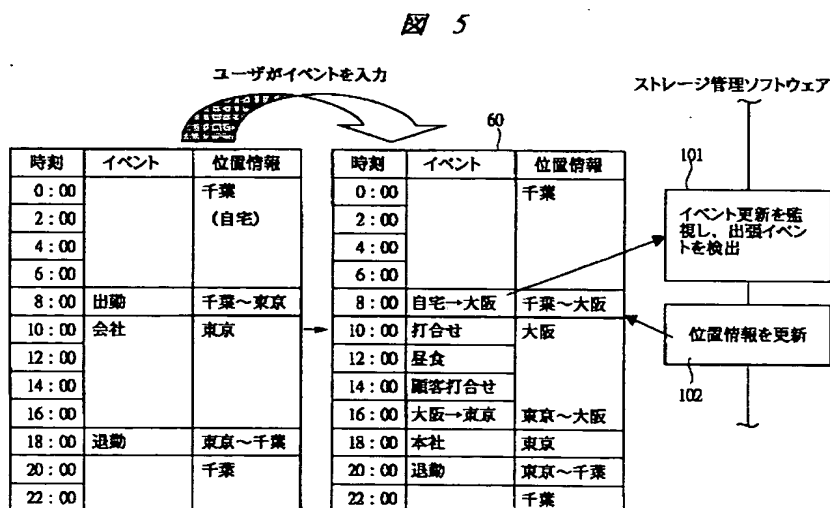 図 5
ユーザがイベントを入力
ストレージ管理ソフトウェア
時刻 イベント 位置情報
0:00 千葉
2:00 (自宅)
4:00
6:00
8:00 出勤 千葉～東京
10:00 会社 東京
12:00
14:00
16:00
18:00 退勤 東京～千葉
20:00 千葉
22:00
60
時刻 イベント 位置情報
0:00 千葉
2:00
4:00
6:00
8:00 自宅→大阪 千葉～大阪
10:00 打合せ 大阪
12:00 昼食
14:00 顧客打合せ
16:00 大阪→東京 東京～大阪
18:00 本社 東京
20:00 退勤 東京～千葉
22:00 千葉
101
イベント更新を監
視し、出張イベン
トを検出
位置情報を更新
102